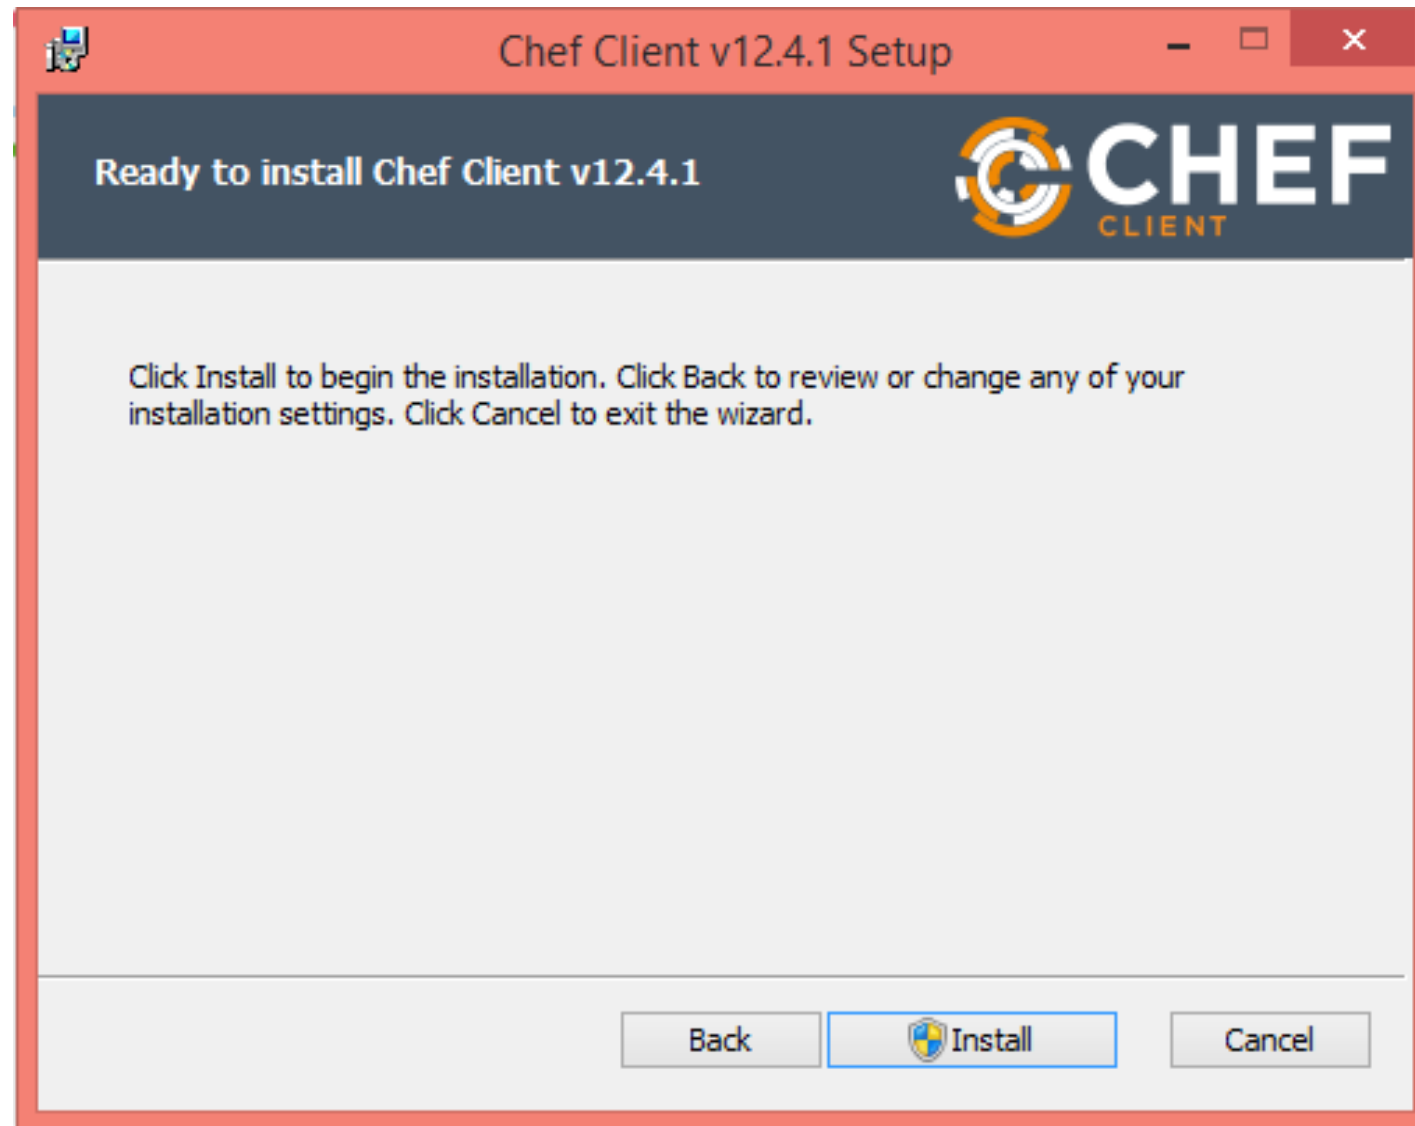 Chef Client v12.4.1 Setup
Ready to install Chef Client v12.4.1
CHEF
CLIENT
Click Install to begin the installation. Click Back to review or change any of your
installation settings. Click Cancel to exit the wizard.
Back
Install
Cancel